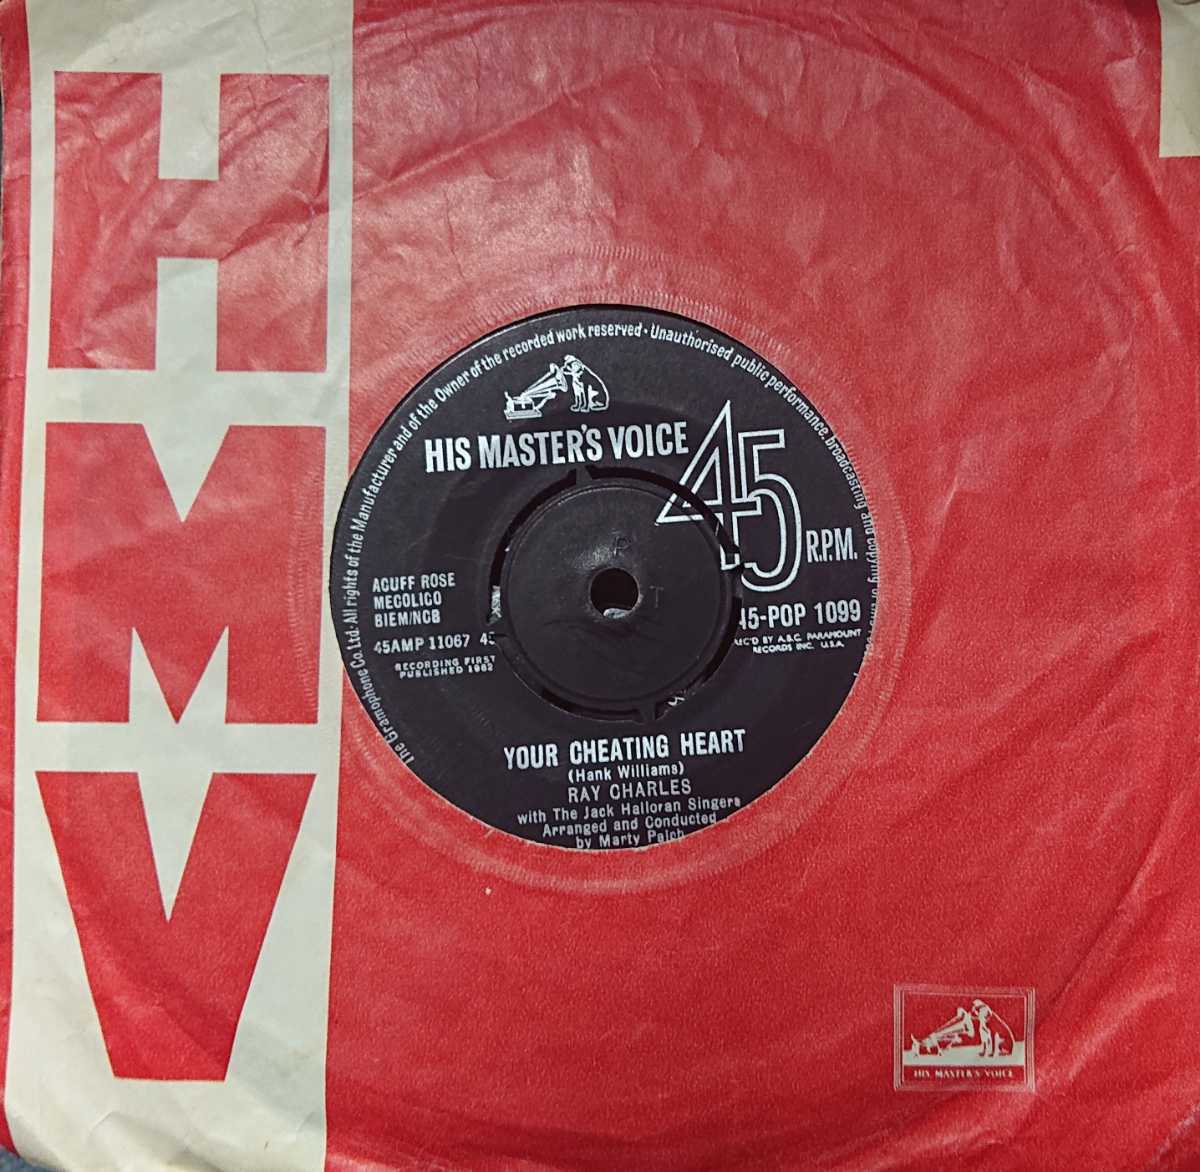 HMV
The Gramophone Co. Ltd. · All rights of the Manufacturer and of the Owner of the recorded work reserved · Unauthorised public performance, broadcasting and copying of
HIS MASTER'S VOICE
45
R.P.M.
ACUFF ROSE
MECOLICO
BIEM/NCB
45AMP 11067 45
RECORDING FIRST
PUBLISHED 1962
45-POP 1099
REC'D BY A.B.C. PARAMOUNT
RECORDS INC. U.S.A.
YOUR CHEATING HEART
(Hank Williams)
RAY CHARLES
with The Jack Halloran Singers
Arranged and Conducted
by Marty Paich
HIS MASTER'S VOICE